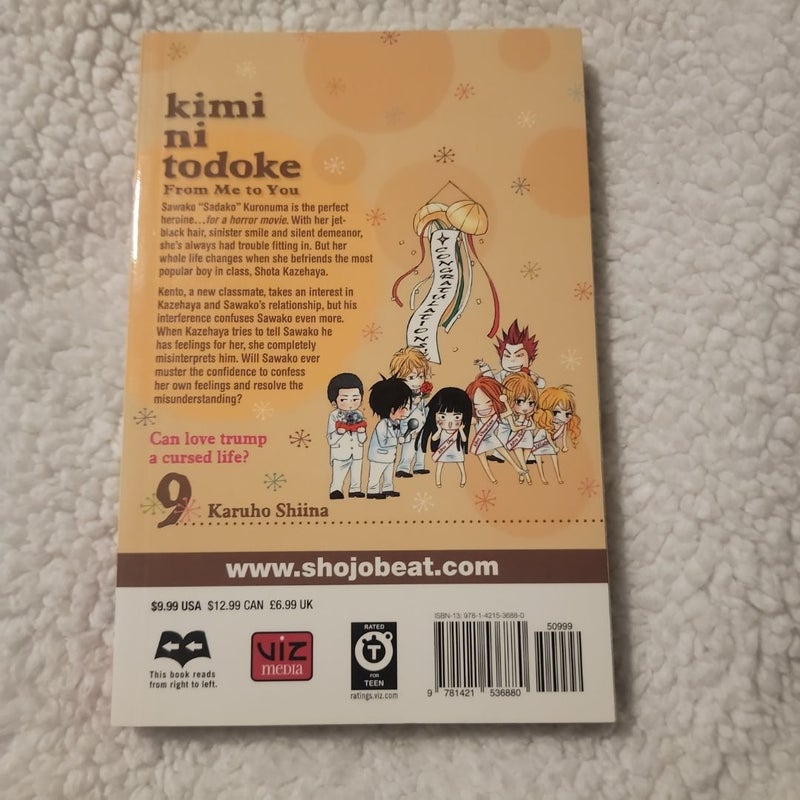 kimi
ni
todoke
From Me to You
Sawako "Sadako" Kuronuma is the perfect
heroine...for a horror movie. With her jet-
black hair, sinister smile and silent demeanor,
she's always had trouble fitting in. But her
whole life changes when she befriends the most
popular boy in class, Shota Kazehaya.
Kento, a new classmate, takes an interest in
Kazehaya and Sawako's relationship, but his
interference confuses Sawako even more.
When Kazehaya tries to tell Sawako he
has feelings for her, she completely
misinterprets him. Will Sawako ever
muster the confidence to confess
her own feelings and resolve the
misunderstanding?
CONGRATULATIONS!
Can love trump
a cursed life?
9 Karuho Shiina
www.shojobeat.com
$9.99 USA $12.99 CAN £6.99 UK
This book reads
from right to left.
VIZ
MEDIA
RATED
T
FOR
TEEN
ratings.viz.com
ISBN-13: 978-1-4215-3688-0
50999
9 781421 536880